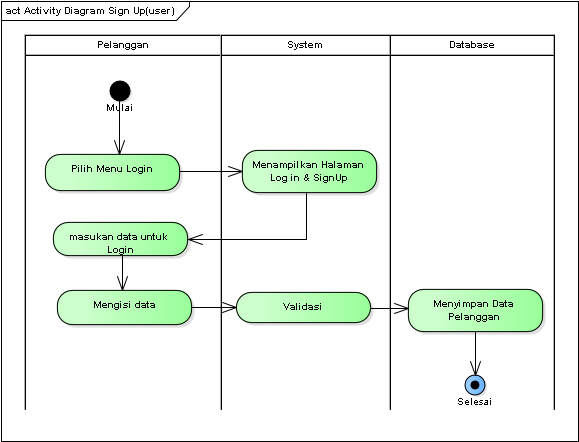 act Activity Diagram Sign Up(user)
Pelanggan
System
Database
Mulai
Pilih Menu Login
Menampilkan Halaman
Log in & SignUp
masukan data untuk
Login
Mengisi data
Validasi
Menyimpan Data
Pelanggan
Selesai